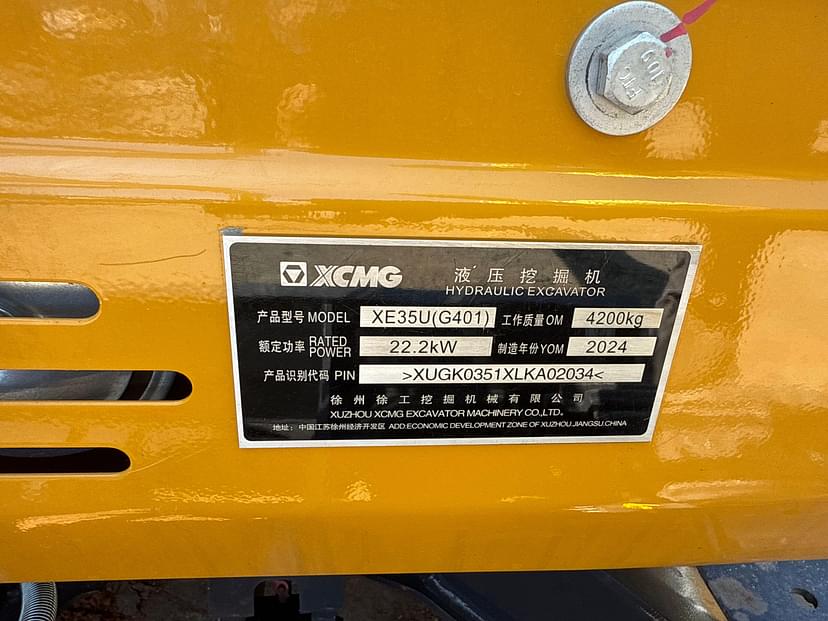 XCMG 液压挖掘机
HYDRAULIC EXCAVATOR
产品型号 MODEL XE35U(G401) 工作质量 OM 4200kg
额定功率 RATED POWER 22.2kW 制造年份 YOM 2024
产品识别代码 PIN >XUGK0351XLKA02034<
徐州徐工挖掘机械有限公司
XUZHOU XCMG EXCAVATOR MACHINERY CO.,LTD.
地址: 中国江苏徐州经济开发区 ADD:ECONOMIC DEVELOPMENT ZONE OF XUZHOU.JIANGSU.CHINA